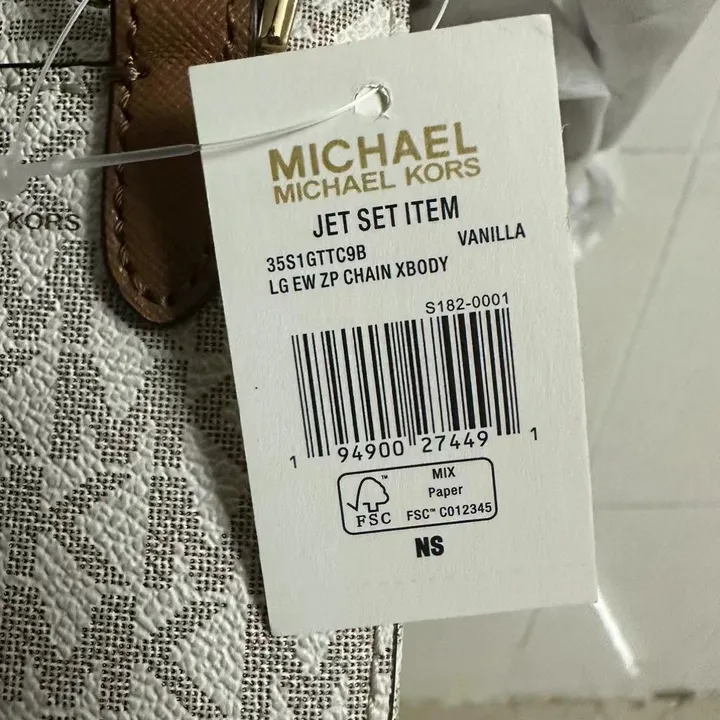 MICHAEL
MICHAEL KORS
JET SET ITEM
35S1GTTC9B VANILLA
LG EW ZP CHAIN XBODY
S182-0001
1 94900 27449 1
FSC™
MIX
Paper
FSC™ C012345
NS
KORS